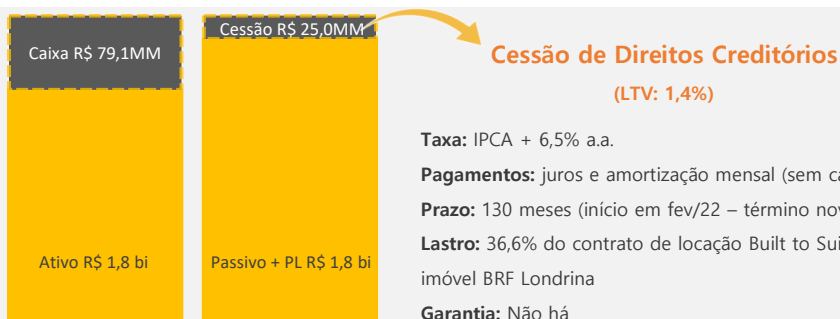 Caixa R$ 79,1MM
Cessão R$ 25,0MM
Ativo R$ 1,8 bi
Passivo + PL R$ 1,8 bi
Cessão de Direitos Creditórios
(LTV: 1,4%)
Taxa: IPCA + 6,5% a.a.
Pagamentos: juros e amortização mensal (sem
Prazo: 130 meses (início em fev/22 – término
Lastro: 36,6% do contrato de locação Built to
imóvel BRF Londrina
Garantia: Não há